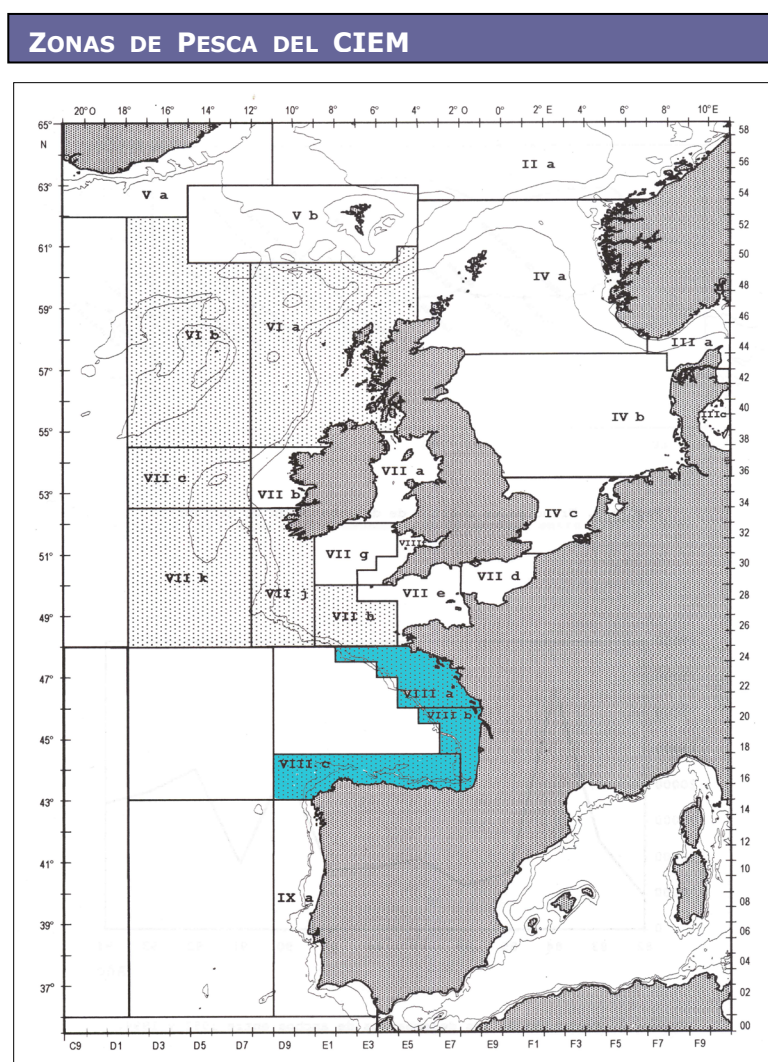 ZONAS DE PESCA DEL CIEM
20°O 18° 16° 14° 12° 10° 8° 6° 4° 2° O 0° 2° E 4° 6° 8° 10° E
65°
N
63°
61°
59°
57°
55°
53°
51°
49°
47°
45°
43°
41°
39°
37°
58
56
54
52
50
48
46
44
42
40
38
36
34
32
30
28
26
24
22
20
18
16
14
12
10
08
06
04
02
00
II a
V a
V b
IV a
VI b
VI a
III a
IV b
IIIc
VII c
VII b
VII a
IV c
VII g
VIII
VII k
VII j
VII h
VII e
VII d
VIII a
VIII b
VIII c
IX a
C9 D1 D3 D5 D7 D9 E1 E3 E5 E7 E9 F1 F3 F5 F7 F9